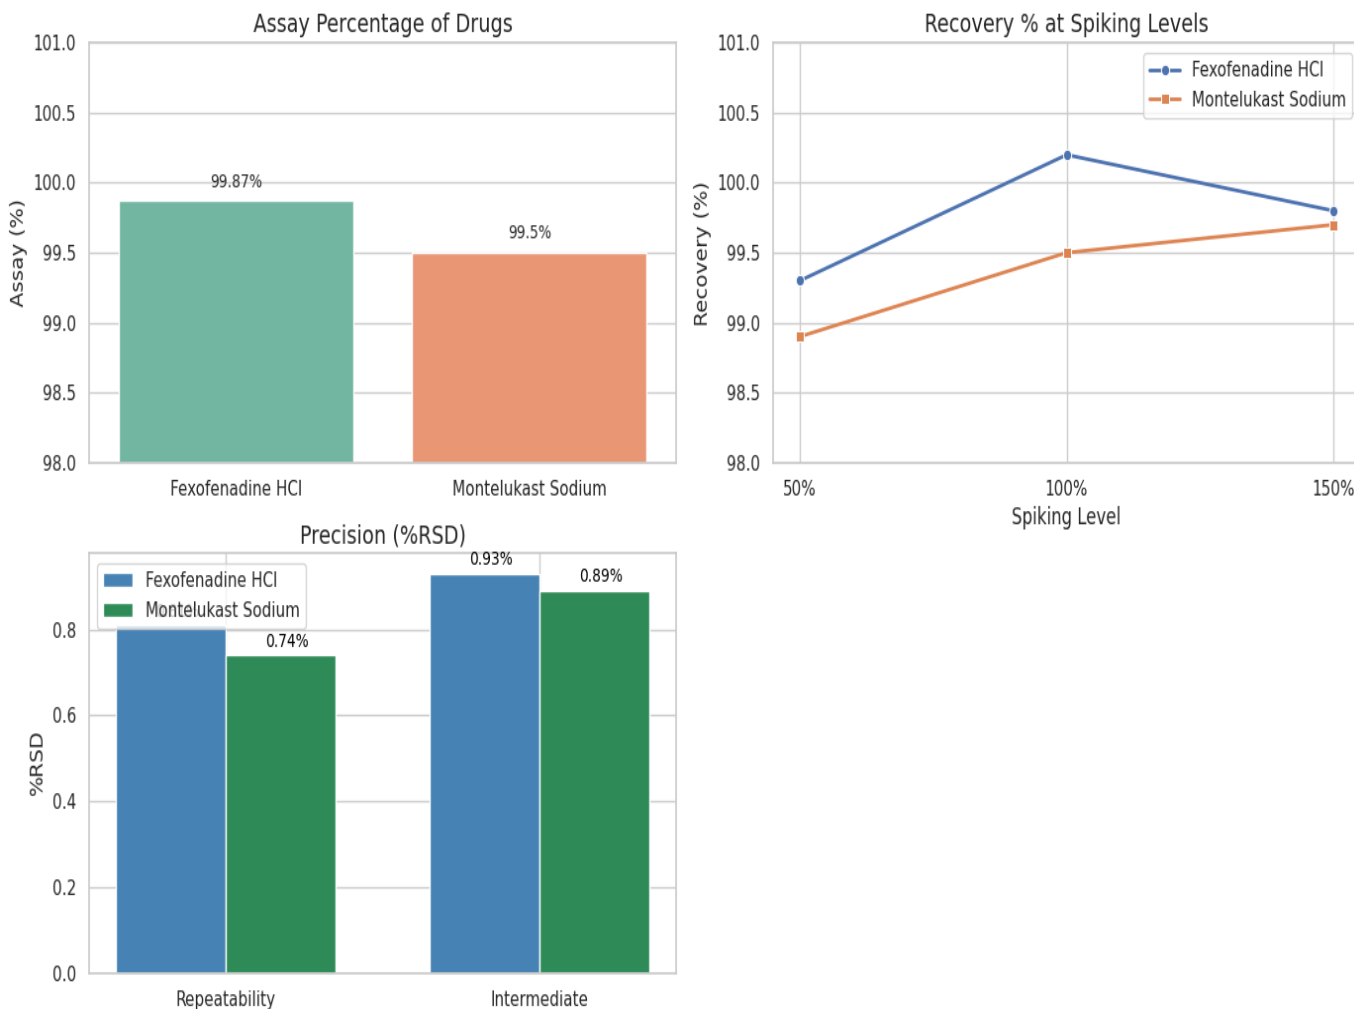 Assay Percentage of Drugs
101.0
100.5
100.0
99.5
99.0
98.5
98.0
Assay (%)
99.87%
99.5%
Fexofenadine HCl
Montelukast Sodium
Recovery % at Spiking Levels
101.0
100.5
100.0
99.5
99.0
98.5
98.0
Recovery (%)
Fexofenadine HCl
Montelukast Sodium
50%
100%
150%
Spiking Level
Precision (%RSD)
Fexofenadine HCl
Montelukast Sodium
0.8
0.6
0.4
0.2
0.0
%RSD
0.74%
0.93%
0.89%
Repeatability
Intermediate